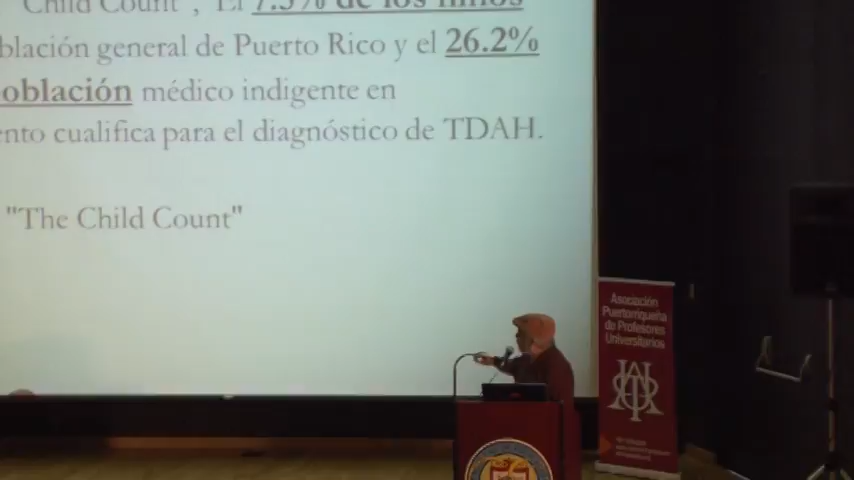 "Child Count", El 7.5% de los niños
blación general de Puerto Rico y el 26.2%
oblación médico indigente en
nto cualifica para el diagnóstico de TDAH.
"The Child Count"
Asociación
Puertorriqueña
de Profesores
Universitarios